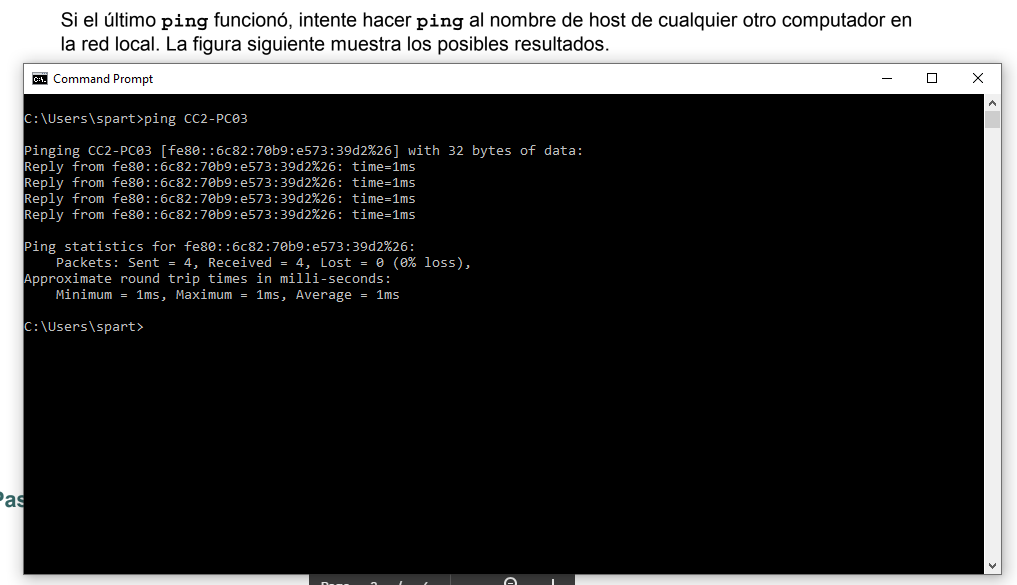 Si el último ping funcionó, intente hacer ping al nombre de host de cualquier otro computador en
la red local. La figura siguiente muestra los posibles resultados.
Command Prompt
C:\Users\spart>ping CC2-PC03
Pinging CC2-PC03 [fe80::6c82:70b9:e573:39d2%26] with 32 bytes of data:
Reply from fe80::6c82:70b9:e573:39d2%26: time=1ms
Reply from fe80::6c82:70b9:e573:39d2%26: time=1ms
Reply from fe80::6c82:70b9:e573:39d2%26: time=1ms
Reply from fe80::6c82:70b9:e573:39d2%26: time=1ms
Ping statistics for fe80::6c82:70b9:e573:39d2%26:
Packets: Sent = 4, Received = 4, Lost = 0 (0% loss),
Approximate round trip times in milli-seconds:
Minimum = 1ms, Maximum = 1ms, Average = 1ms
C:\Users\spart>
Pas